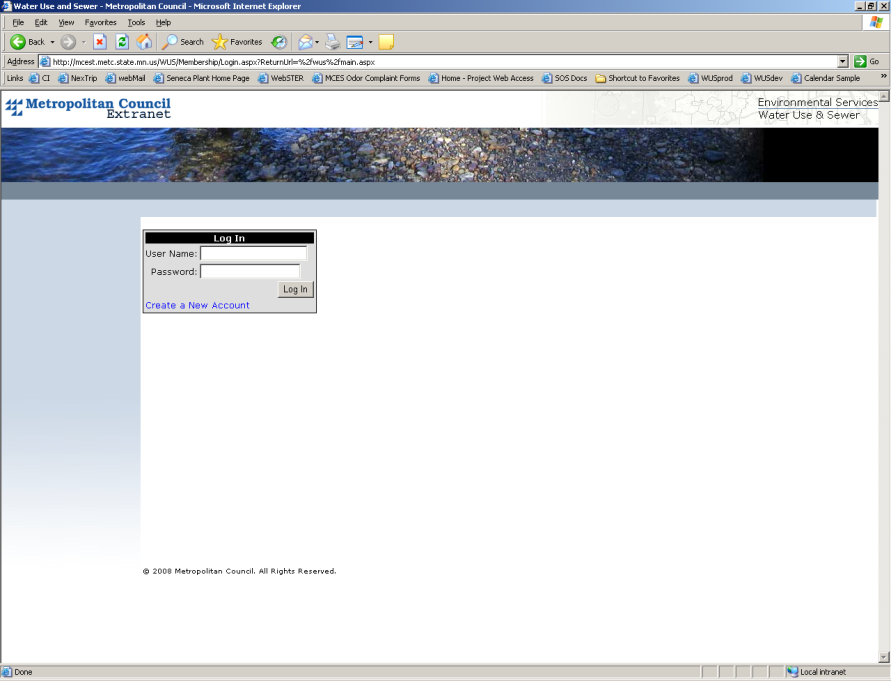 Water Use and Sewer - Metropolitan Council - Microsoft Internet Explorer
File Edit View Favorites Tools Help
Back Search Favorites
Address http://mcest.metc.state.mn.us/WUS/Membership/Login.aspx?ReturnUrl=%2fwus%2fmain.aspx Go
Links CI NexTrip webMail Seneca Plant Home Page WebSTER MCES Odor Complaint Forms Home - Project Web Access SOS Docs Shortcut to Favorites WUSprod WUSdev Calendar Sample »
Metropolitan Council
Extranet
Environmental Services
Water Use & Sewer
Log In
User Name:
Password:
Log In
Create a New Account
© 2008 Metropolitan Council. All Rights Reserved.
Done Local intranet